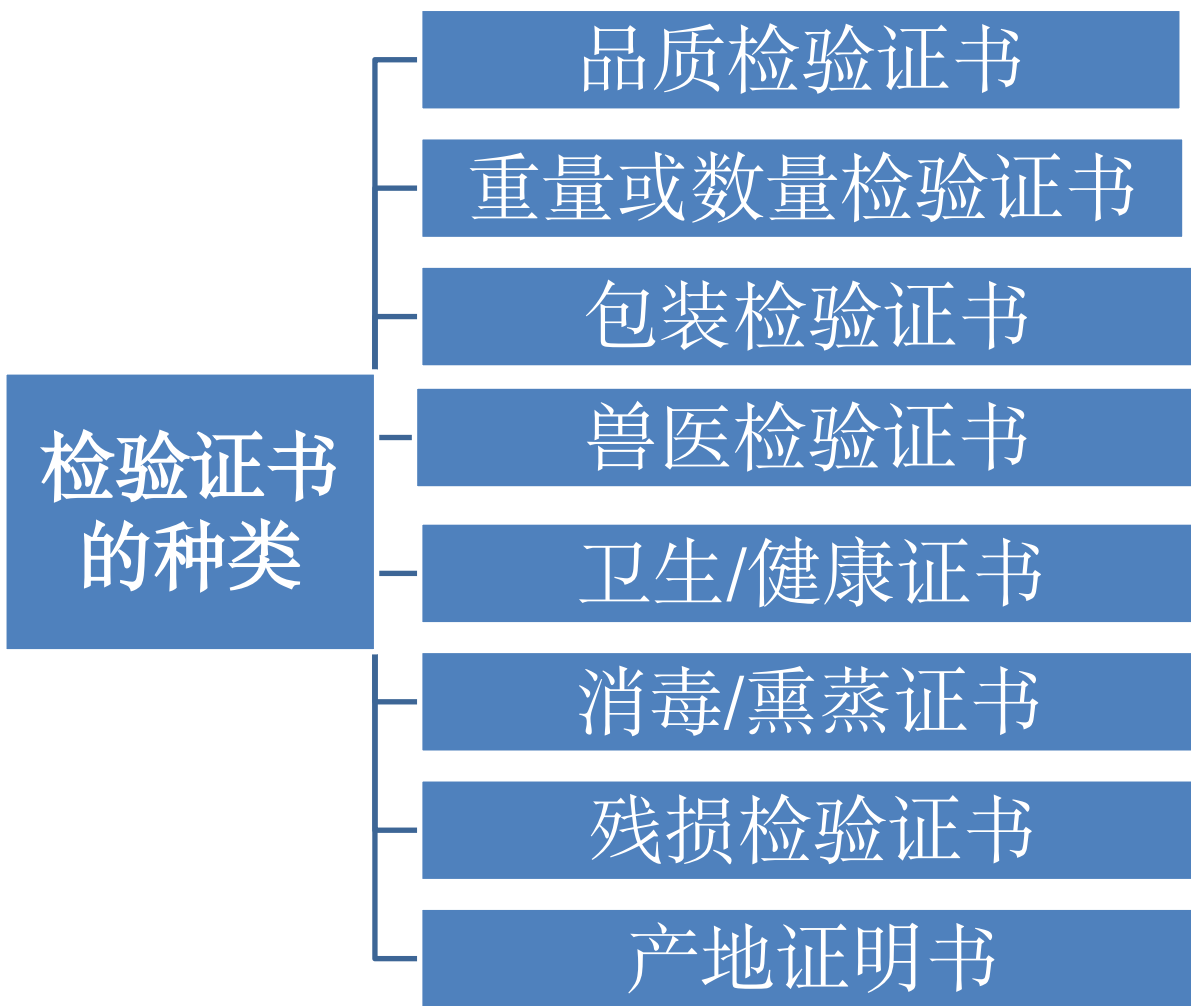 品质检验证书
重量或数量检验证书
包装检验证书
兽医检验证书
检验证书
的种类
卫生/健康证书
消毒/熏蒸证书
残损检验证书
产地证明书